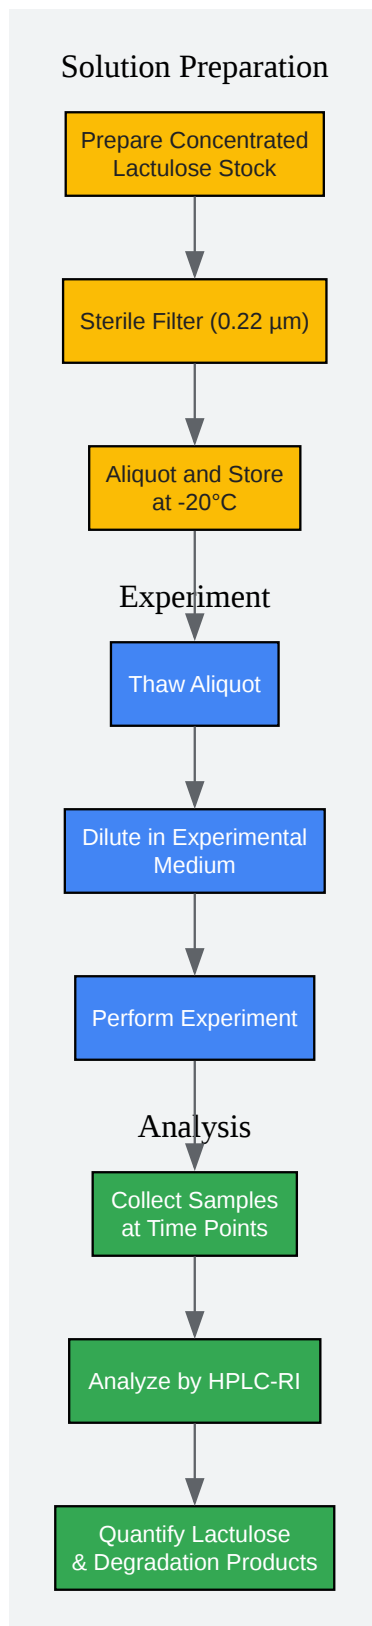 Solution Preparation
Prepare Concentrated
Lactulose Stock
Sterile Filter (0.22 µm)
Aliquot and Store
at -20°C
Experiment
Thaw Aliquot
Dilute in Experimental
Medium
Perform Experiment
Analysis
Collect Samples
at Time Points
Analyze by HPLC-RI
Quantify Lactulose
& Degradation Products